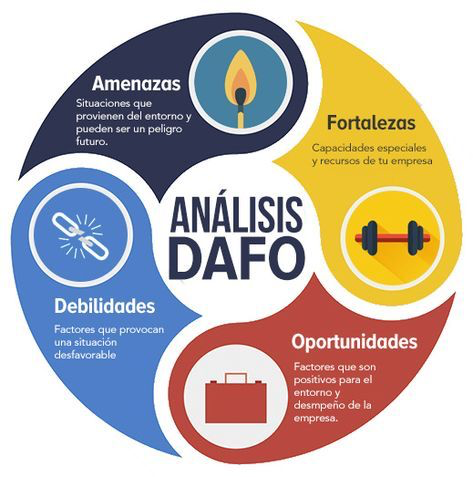 Amenazas
Situaciones que
provienen del entorno y
pueden ser un peligro
futuro.
Fortalezas
Capacidades especiales
y recursos de tu empresa
ANÁLISIS
DAFO
Debilidades
Factores que provocan
una situación
desfavorable
Oportunidades
Factores que son
positivos para el
entorno y
desmpeño de la
empresa.